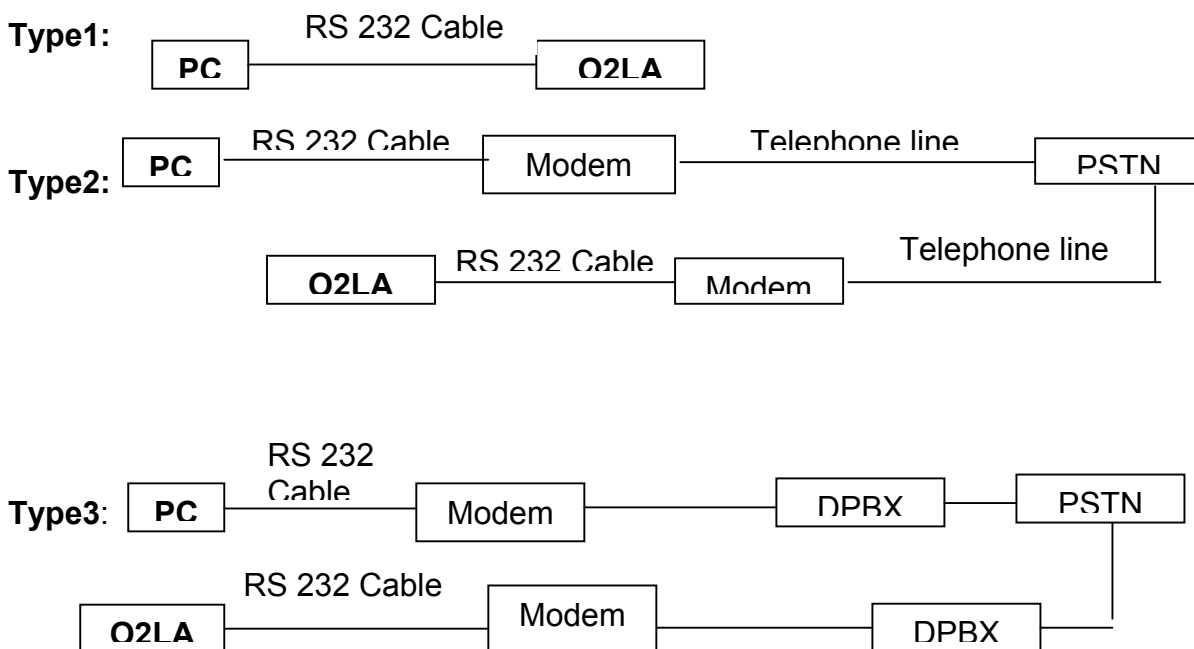 Type1:
RS 232 Cable
PC
O2LA
Type2:
PC
RS 232 Cable
Modem
Telephone line
PSTN
O2LA
RS 232 Cable
Modem
Telephone line
Type3:
PC
RS 232
Cable
Modem
DPBX
PSTN
O2LA
RS 232 Cable
Modem
DPBX